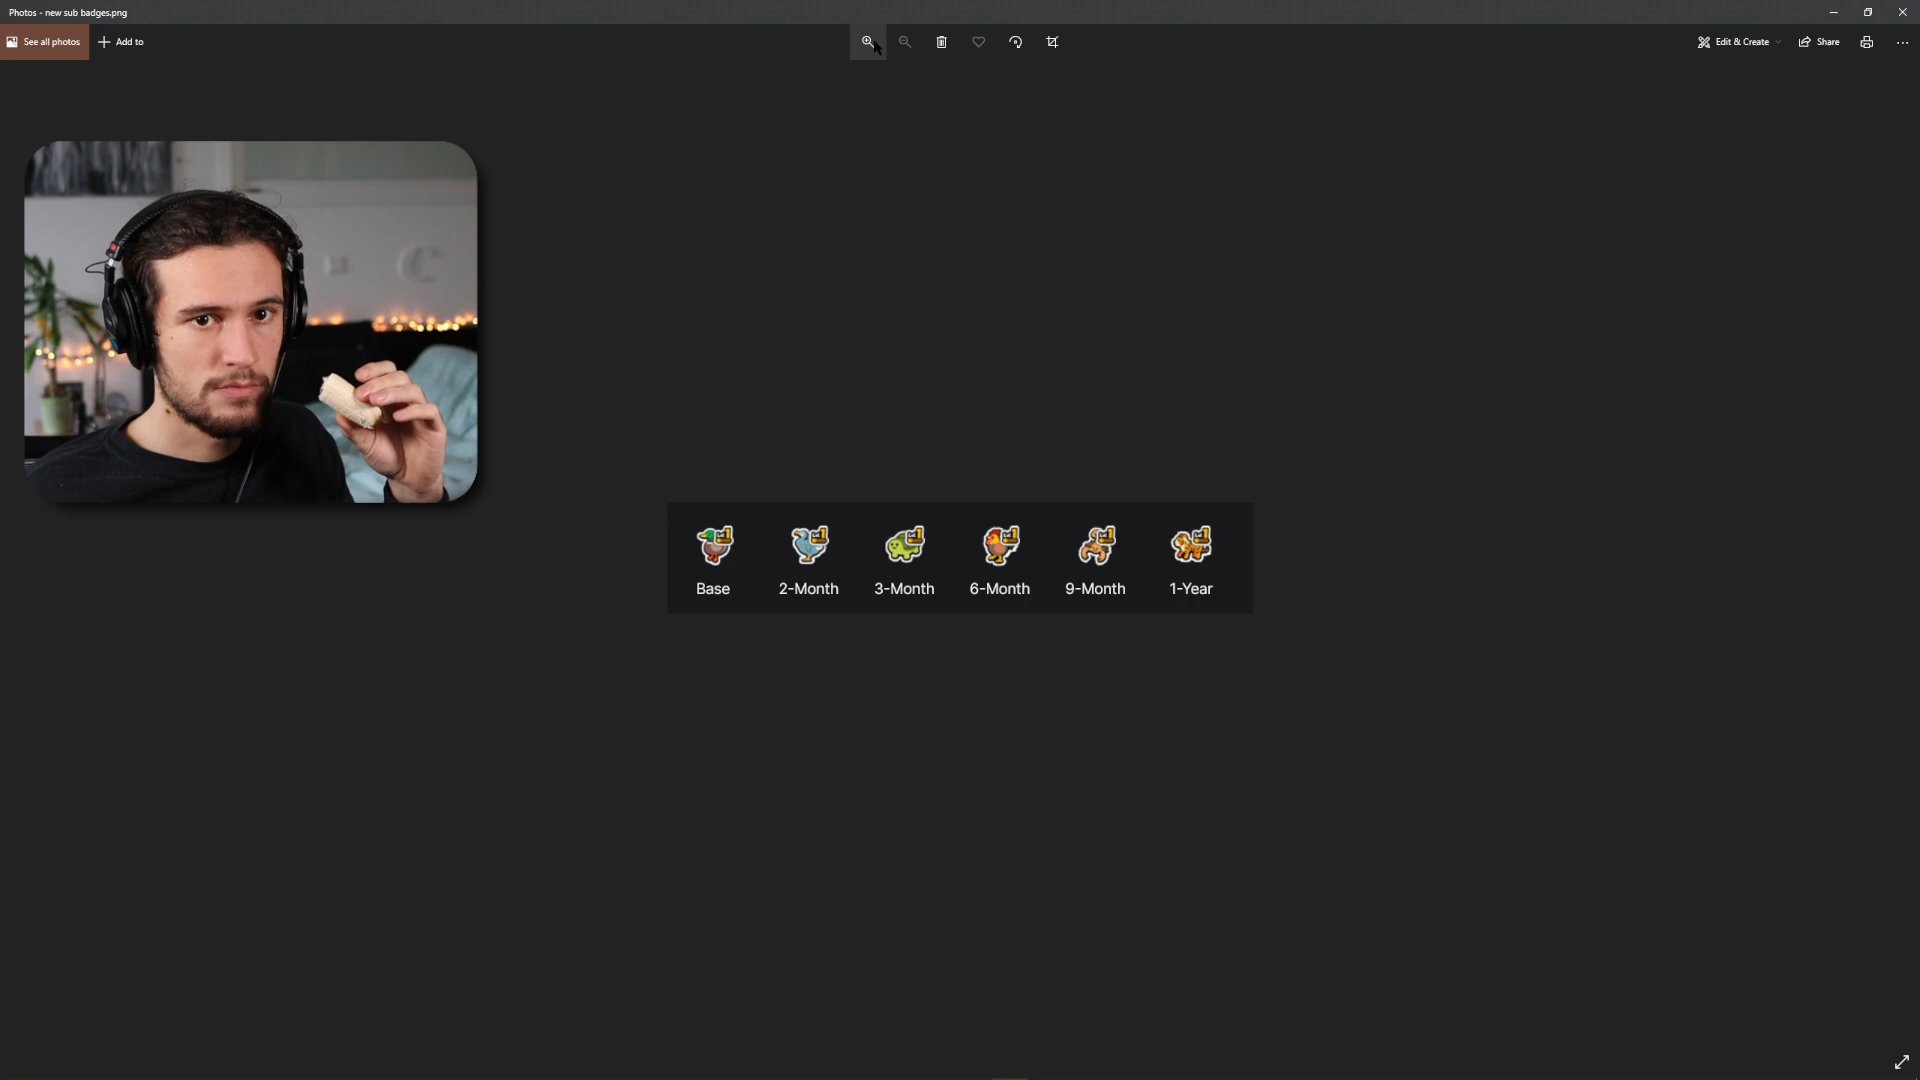 Photos - new sub badges.png
See all photos
Add to
Edit & Create
Share
Base 2-Month 3-Month 6-Month 9-Month 1-Year